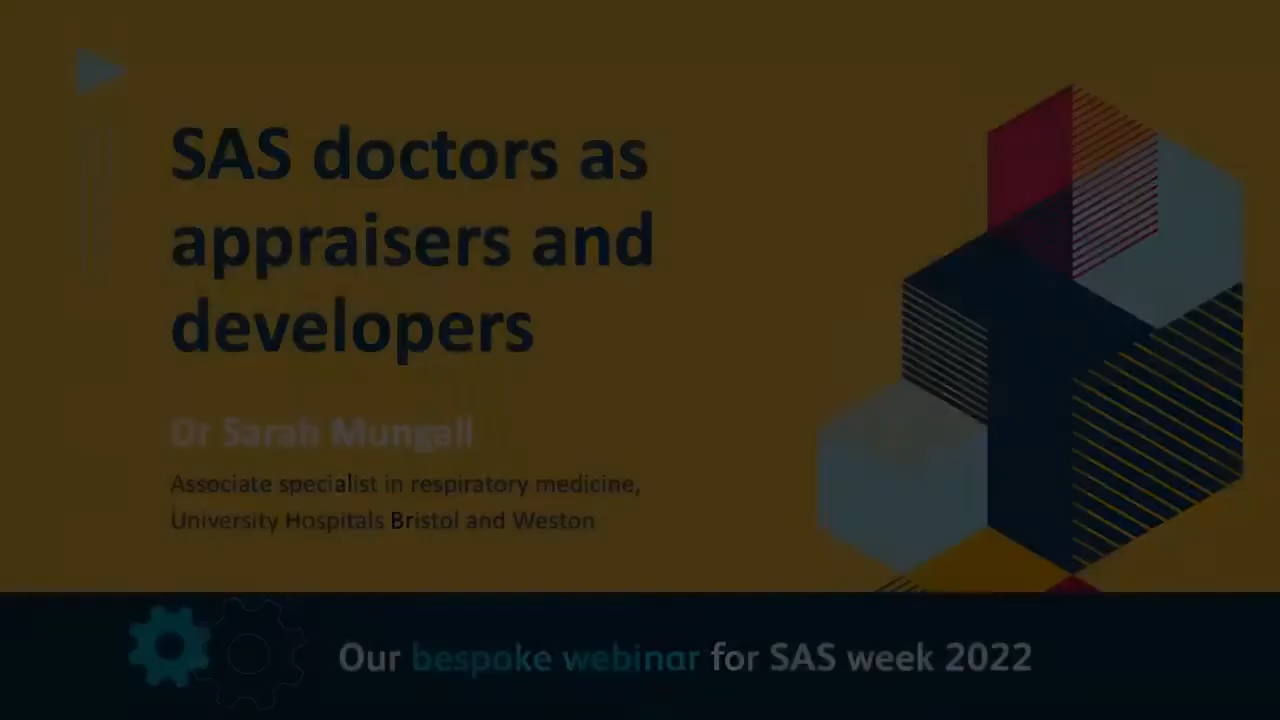 SAS doctors as
appraisers and
developers
Dr Sarah Mungall
Associate specialist in respiratory medicine,
University Hospitals Bristol and Weston
Our bespoke webinar for SAS week 2022